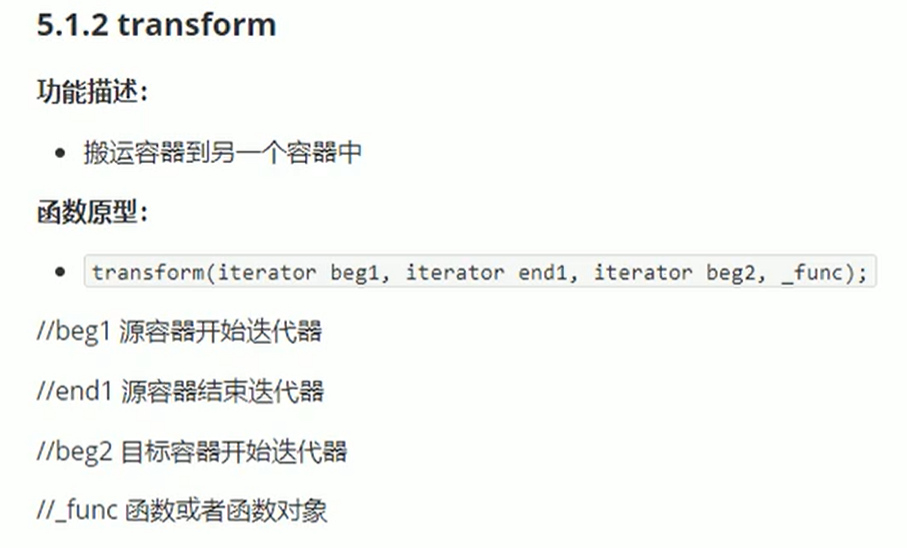 5.1.2 transform
功能描述：
搬运容器到另一个容器中
函数原型：
transform(iterator beg1, iterator end1, iterator beg2, _func);
//beg1 源容器开始迭代器
//end1 源容器结束迭代器
//beg2 目标容器开始迭代器
//_func 函数或者函数对象